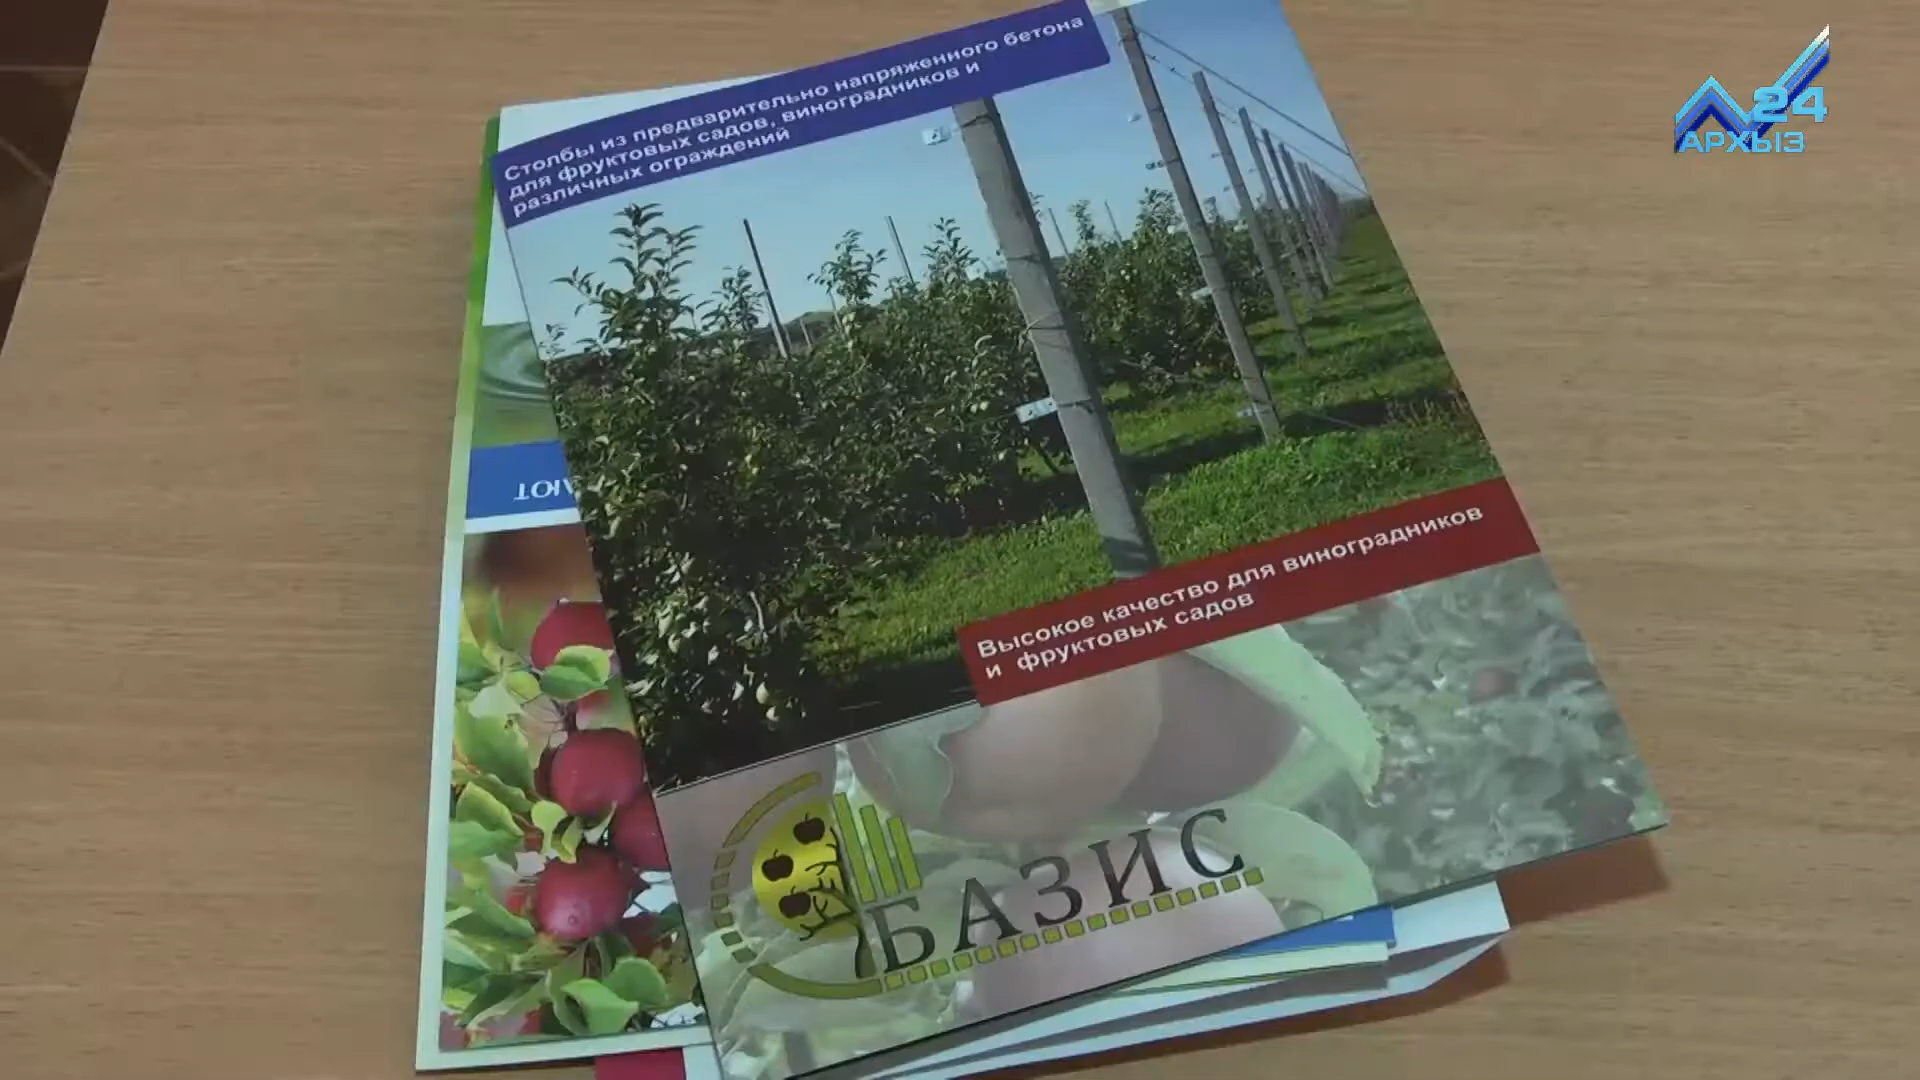 24
АРХЫЗ
Столбы из предварительно напряженного бетона
для фруктовых садов, виноградников и
различных ограждений
Высокое качество для виноградников
и фруктовых садов
БАЗИС